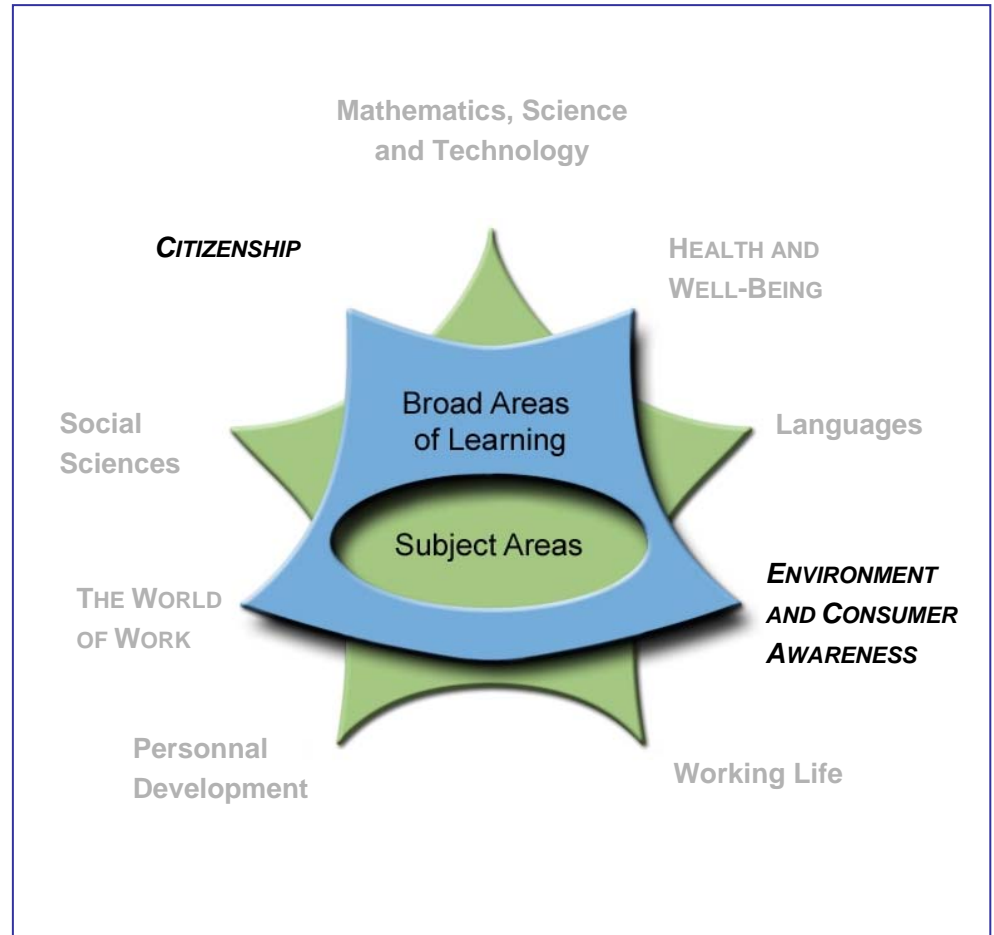 Mathematics, Science
and Technology
CITIZENSHIP
HEALTH AND
WELL-BEING
Broad Areas
of Learning
Social
Sciences
Languages
Subject Areas
ENVIRONMENT
AND CONSUMER
AWARENESS
THE WORLD
OF WORK
Personnal
Development
Working Life